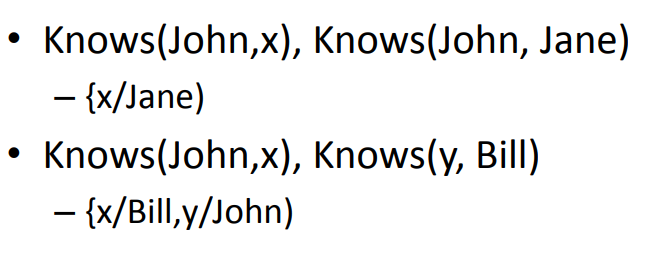 • Knows(John,x), Knows(John, Jane)
– {x/Jane)
• Knows(John,x), Knows(y, Bill)
– {x/Bill,y/John)